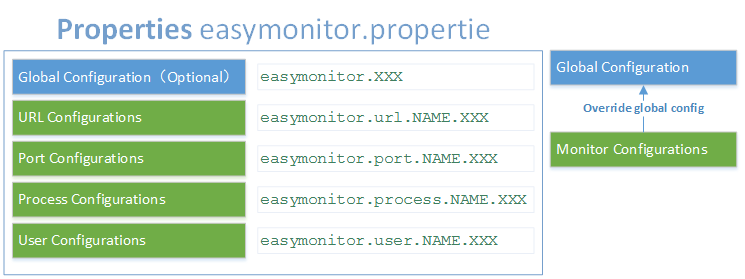 Properties easymonitor.propertie
Global Configuration（Optional） easymonitor.XXX
URL Configurations easymonitor.url.NAME.XXX
Port Configurations easymonitor.port.NAME.XXX
Process Configurations easymonitor.process.NAME.XXX
User Configurations easymonitor.user.NAME.XXX
Global Configuration
Override global config
Monitor Configurations